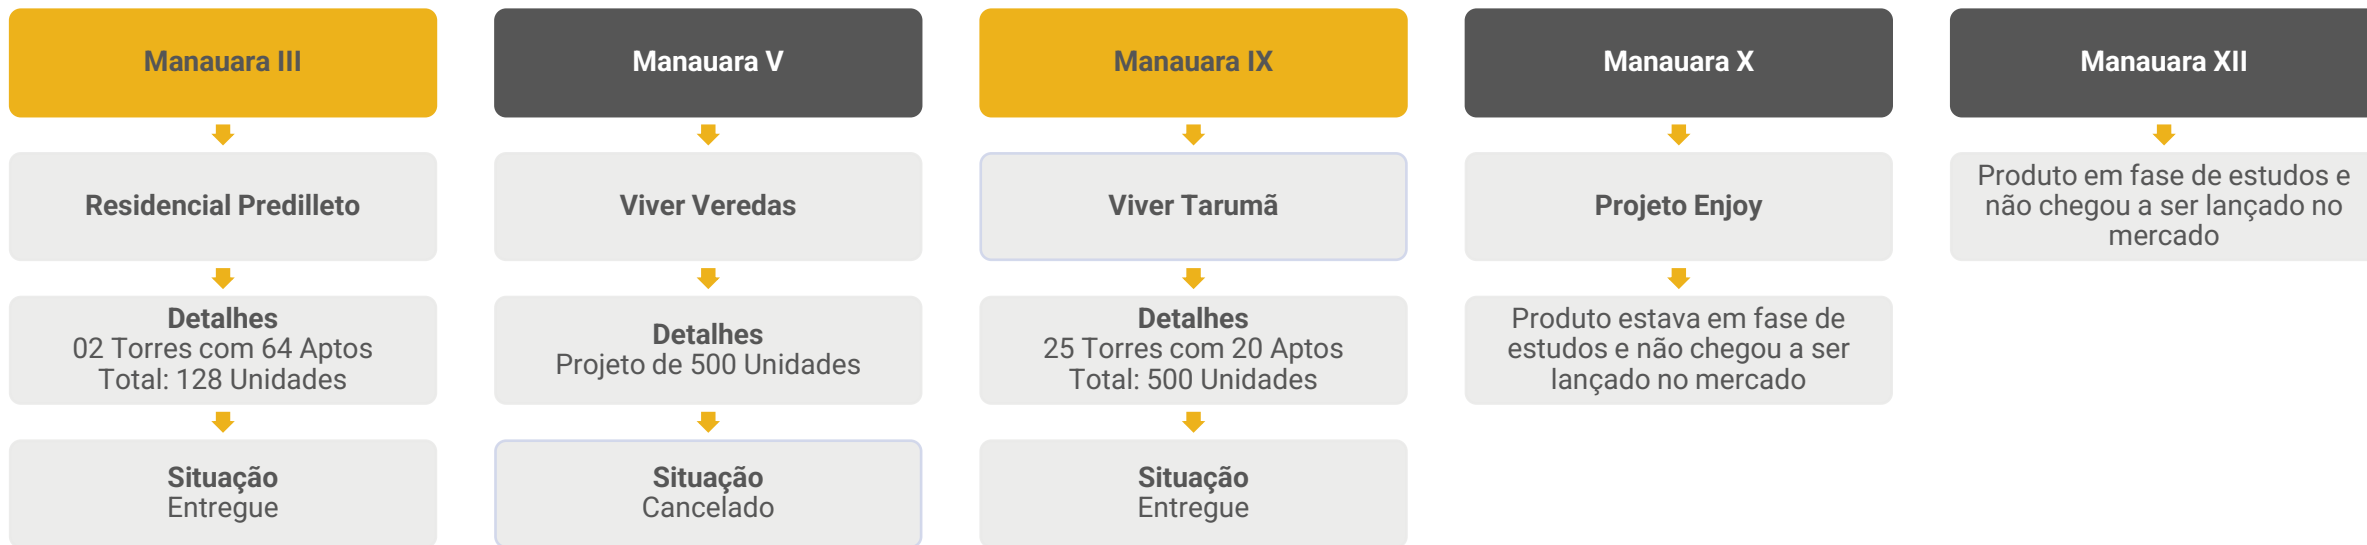 Manauara III
Residencial Predilleto
Detalhes
02 Torres com 64 Aptos
Total: 128 Unidades
Situação
Entregue
Manauara V
Viver Veredas
Detalhes
Projeto de 500 Unidades
Situação
Cancelado
Manauara IX
Viver Tarumã
Detalhes
25 Torres com 20 Aptos
Total: 500 Unidades
Situação
Entregue
Manauara X
Projeto Enjoy
Produto estava em fase de
estudos e não chegou a ser
lançado no mercado
Manauara XII
Produto em fase de estudos e
não chegou a ser lançado no
mercado